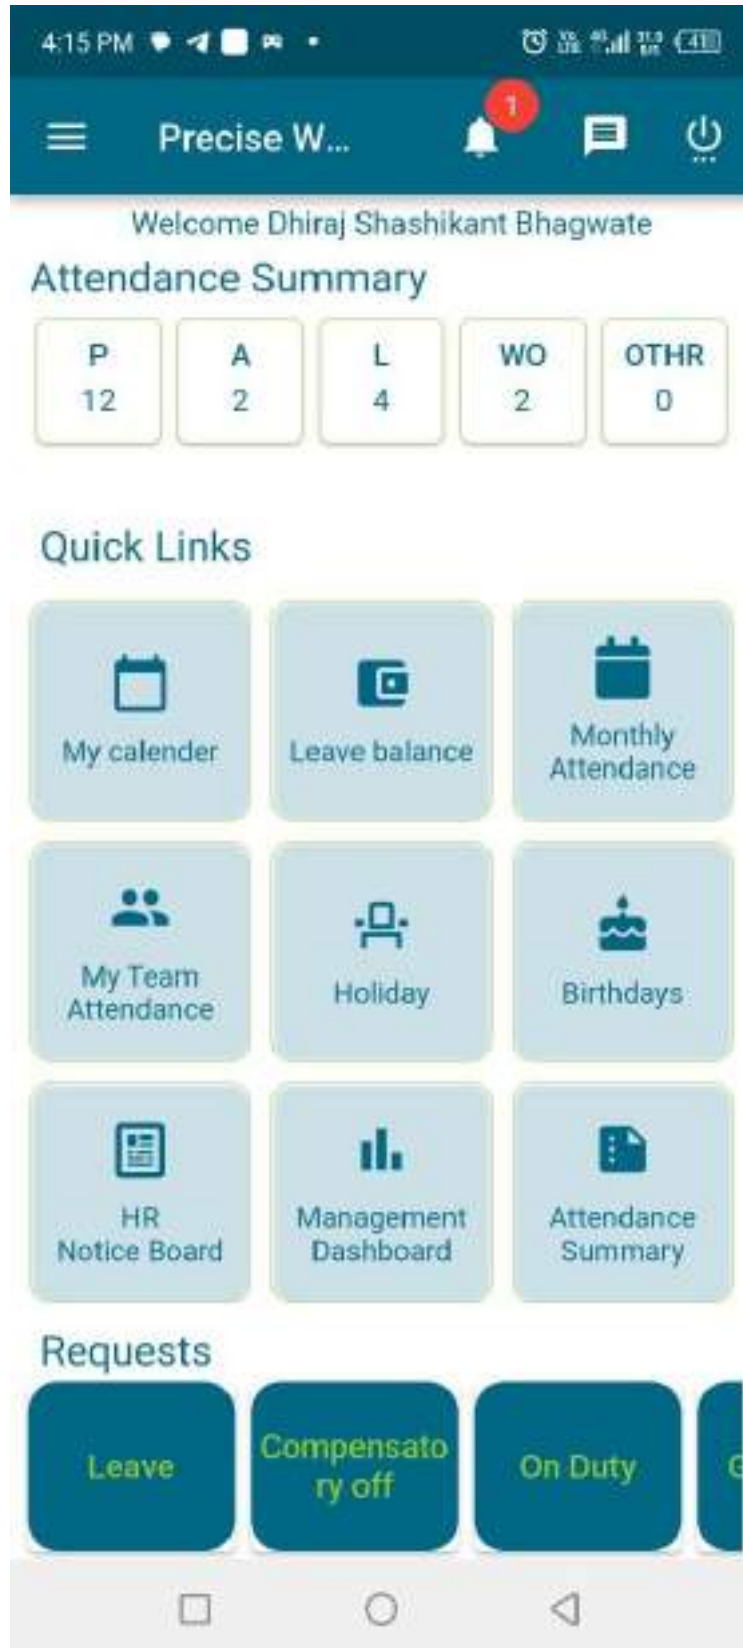 4:15 PM
41
Precise W...
1
Welcome Dhiraj Shashikant Bhagwate
Attendance Summary
P A L WO OTHR
12 2 4 2 0
Quick Links
My calender
Leave balance
Monthly
Attendance
My Team
Attendance
Holiday
Birthdays
HR
Notice Board
Management
Dashboard
Attendance
Summary
Requests
Leave
Compensato
ry off
On Duty